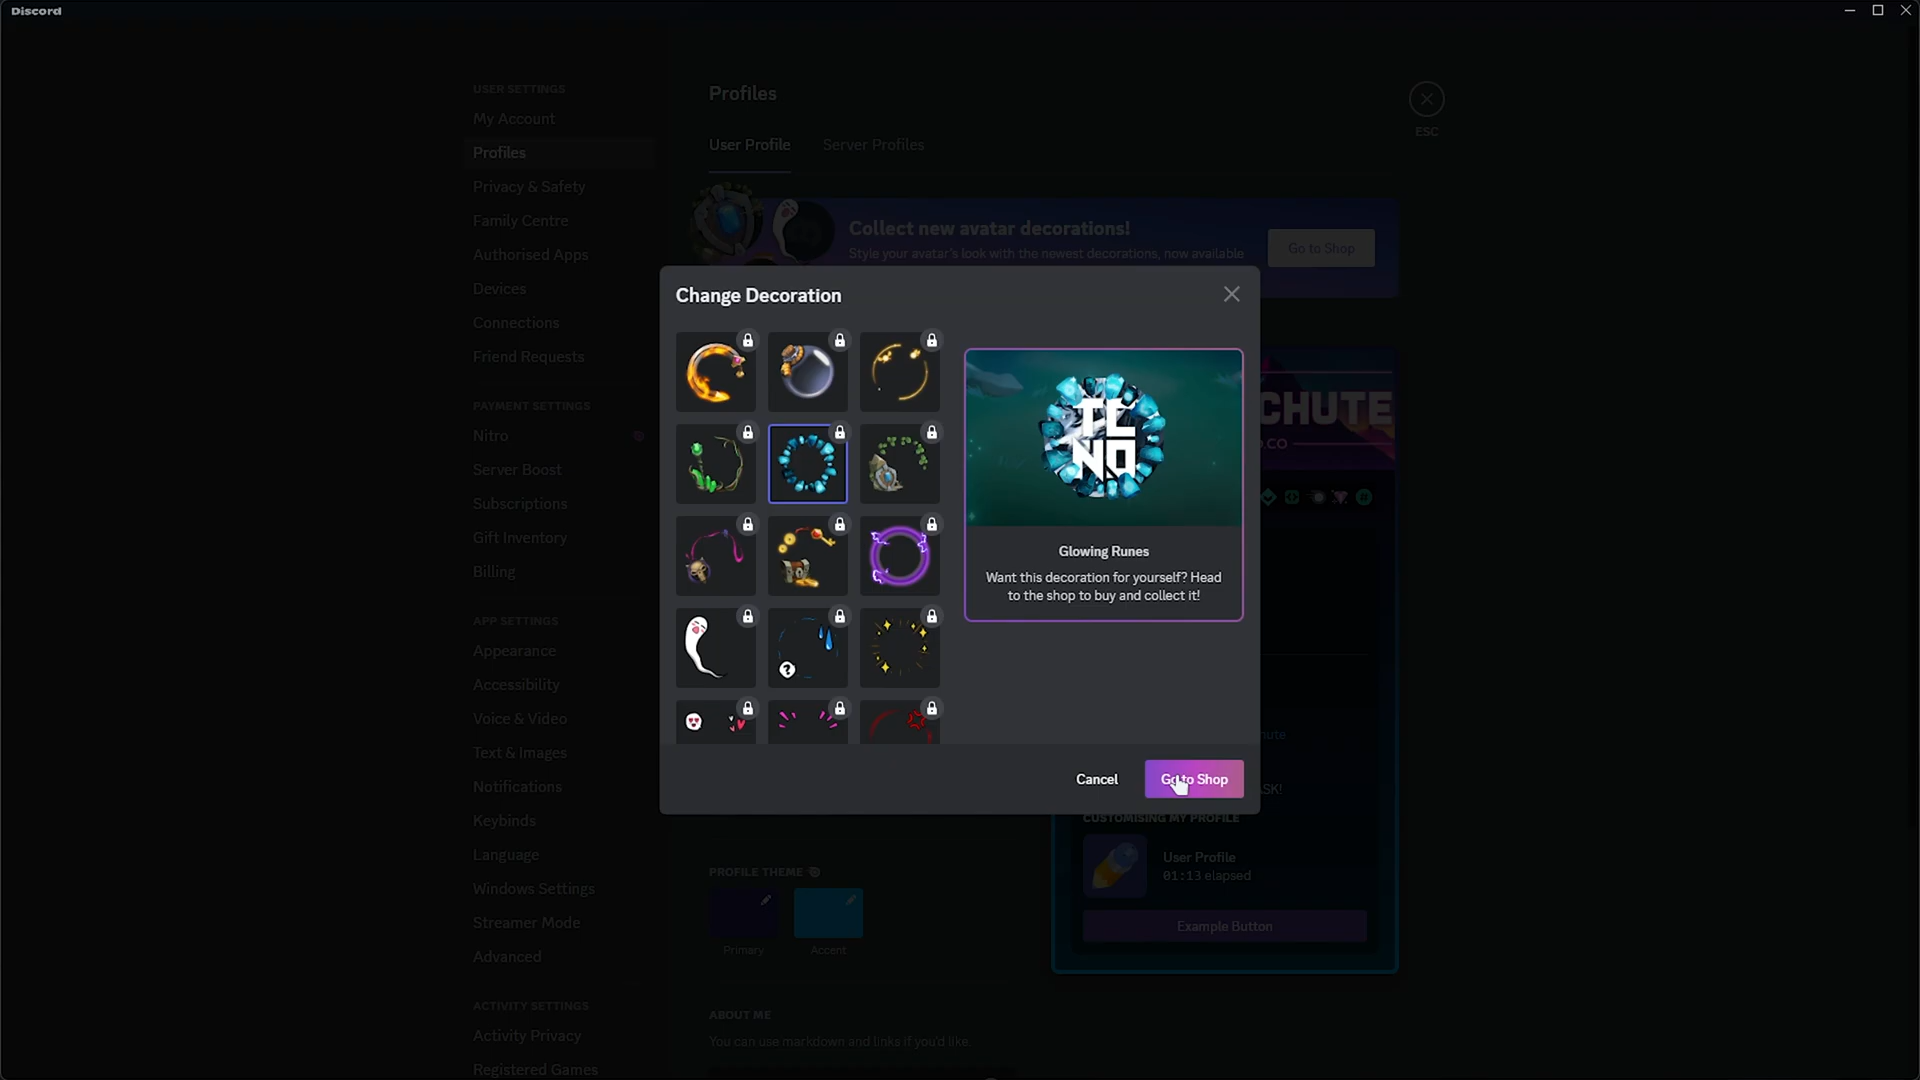 Discord
USER SETTINGS
My Account
Profiles
Privacy & Safety
Family Centre
Authorised Apps
Devices
Connections
Friend Requests
PAYMENT SETTINGS
Nitro
Server Boost
Subscriptions
Gift Inventory
Billing
APP SETTINGS
Appearance
Accessibility
Voice & Video
Text & Images
Notifications
Keybinds
Language
Windows Settings
Streamer Mode
Advanced
ACTIVITY SETTINGS
Activity Privacy
Registered Games
Profiles
ESC
User Profile
Server Profiles
Collect new avatar decorations!
Style your avatar's look with the newest decorations, now available
Go to Shop
Change Decoration
TC
NO
Glowing Runes
Want this decoration for yourself? Head
to the shop to buy and collect it!
Cancel
Go to Shop
CHUTE
.CO
hute
ASK!
CUSTOMISING MY PROFILE
User Profile
01:13 elapsed
Example Button
PROFILE THEME
Primary
Accent
ABOUT ME
You can use markdown and links if you'd like.